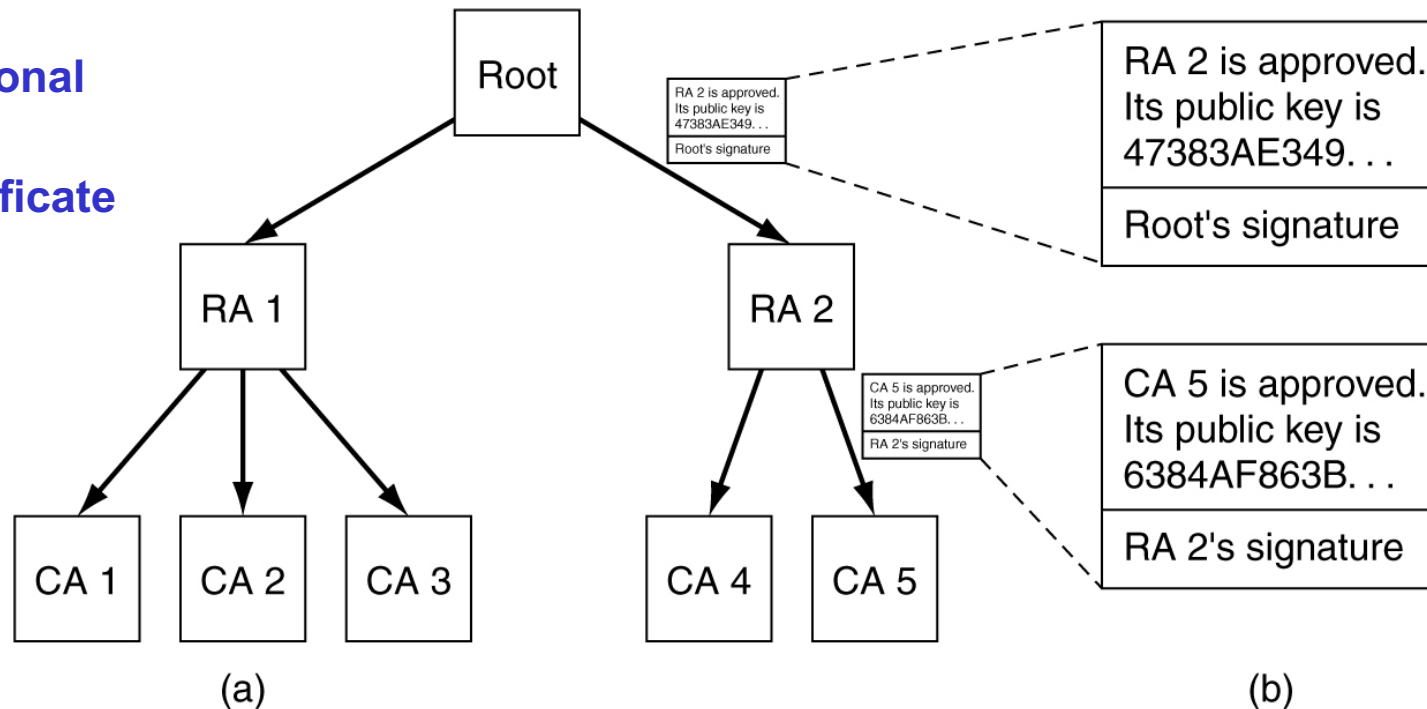 onal
ficate
Root
RA 2 is approved.
Its public key is
47383AE349. . .
Root's signature
RA 2 is approved.
Its public key is
47383AE349. . .
Root's signature
RA 1
RA 2
CA 5 is approved.
Its public key is
6384AF863B. . .
RA 2's signature
CA 5 is approved.
Its public key is
6384AF863B. . .
RA 2's signature
CA 1
CA 2
CA 3
CA 4
CA 5
(a)
(b)